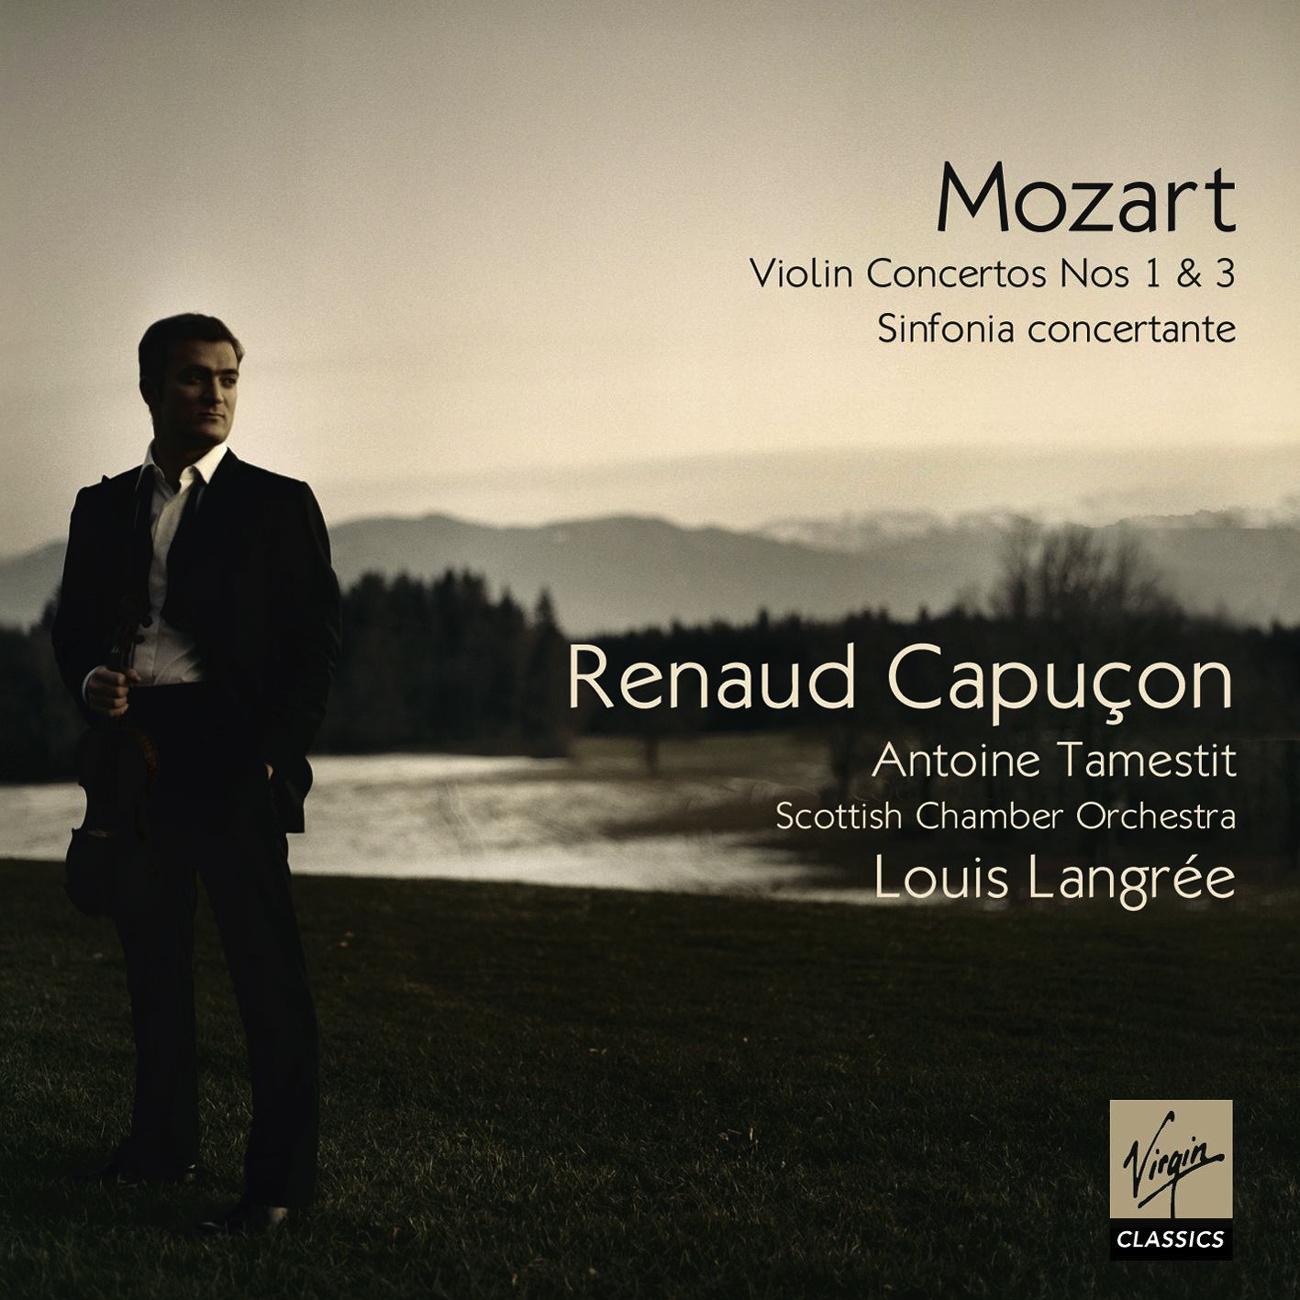 Mozart
Violin Concertos Nos 1 & 3
Sinfonia concertante
Renaud Capuçon
Antoine Tamestit
Scottish Chamber Orchestra
Louis Langrée
Virgin
CLASSICS